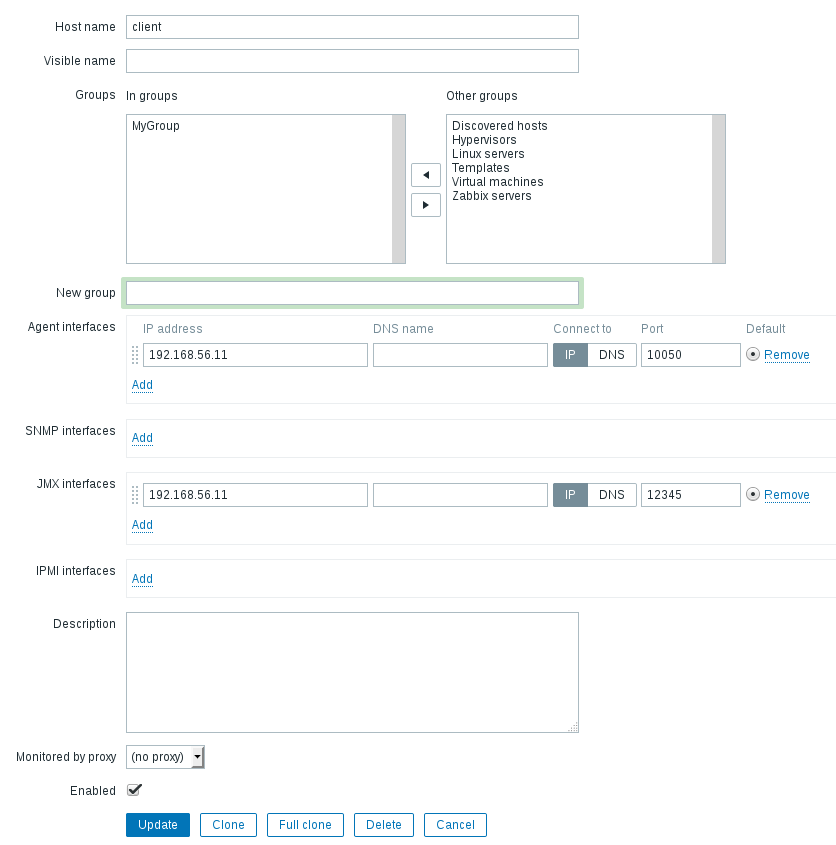 Host name client
Visible name
Groups In groups Other groups
MyGroup
Discovered hosts
Hypervisors
Linux servers
Templates
Virtual machines
Zabbix servers
New group
Agent interfaces IP address DNS name Connect to Port Default
192.168.56.11 IP DNS 10050 Remove
Add
SNMP interfaces Add
JMX interfaces 192.168.56.11 IP DNS 12345 Remove
Add
IPMI interfaces Add
Description
Monitored by proxy (no proxy)
Enabled
Update Clone Full clone Delete Cancel